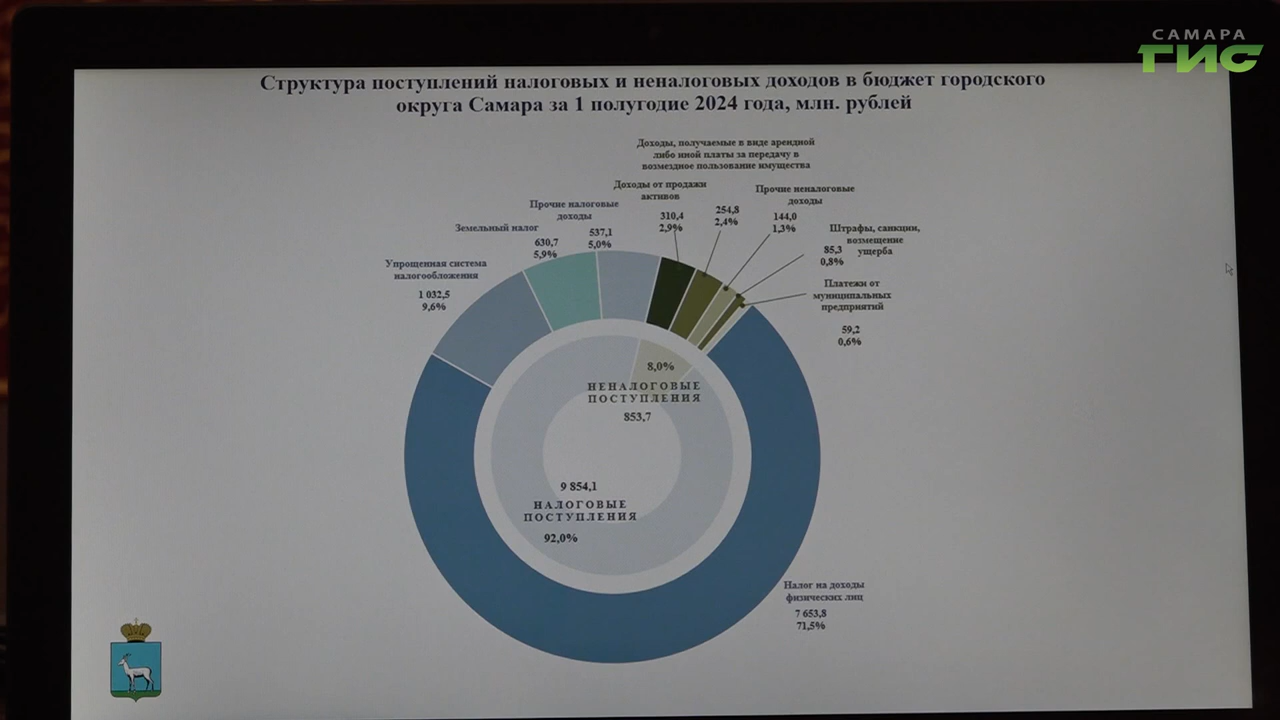 САМАРА
ГИС
Структура поступлений налоговых и неналоговых доходов в бюджет городского
округа Самара за 1 полугодие 2024 года, млн. рублей
Доходы, получаемые в виде арендной
либо иной платы за передачу в
возмездное пользование имущества
254,8
2,4%
Доходы от продажи
активов
310,4
2,9%
Прочие неналоговые
доходы
144,0
1,3%
Прочие налоговые
доходы
537,1
5,0%
Земельный налог
630,7
5,9%
Штрафы, санкции,
возмещение
ущерба
85,3
0,8%
Упрощенная система
налогообложения
1 032,5
9,6%
Платежи от
муниципальных
предприятий
59,2
0,6%
8,0%
НЕНАЛОГОВЫЕ
ПОСТУПЛЕНИЯ
853,7
9 854,1
НАЛОГОВЫЕ
ПОСТУПЛЕНИЯ
92,0%
Налог на доходы
физических лиц
7 653,8
71,5%